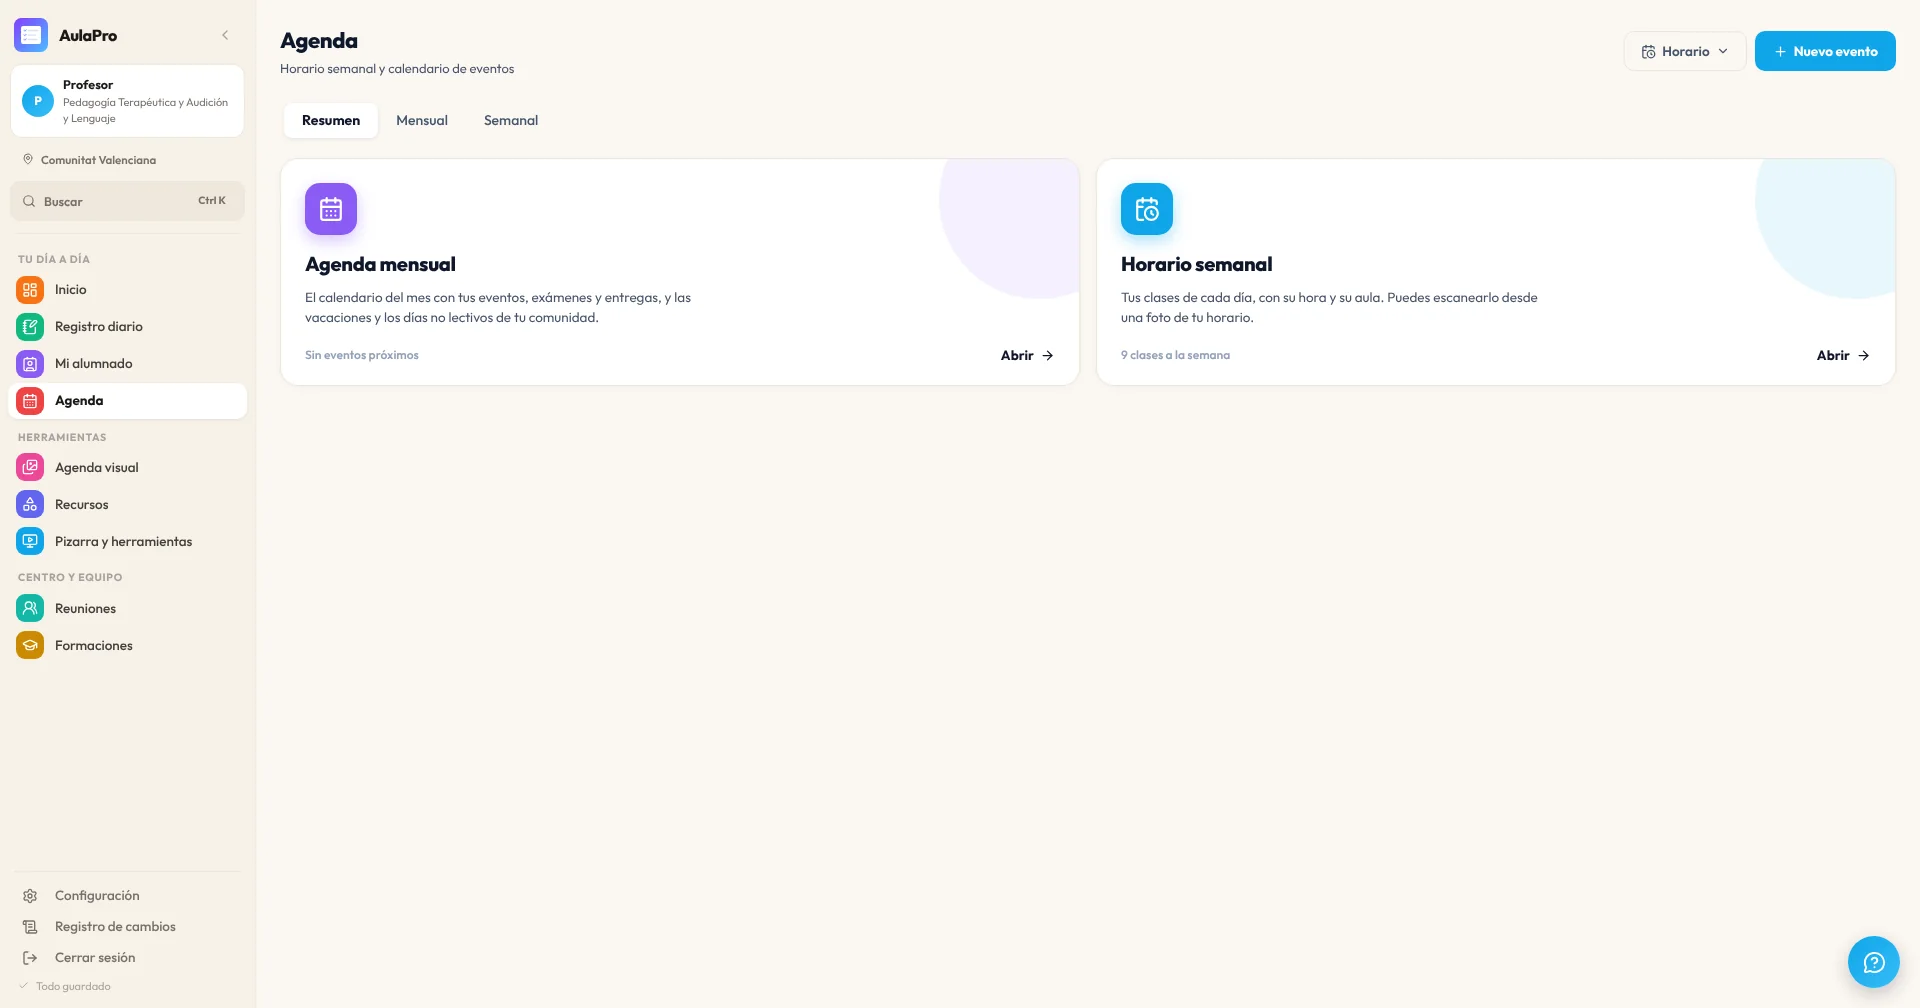 AulaPro
Profesor
P
Pedagogía Terapéutica y Audición
y Lenguaje
Comunitat Valenciana
Buscar
Ctrl K
TU DÍA A DÍA
Inicio
Registro diario
Mi alumnado
Agenda
HERRAMIENTAS
Agenda visual
Recursos
Pizarra y herramientas
CENTRO Y EQUIPO
Reuniones
Formaciones
Configuración
Registro de cambios
Cerrar sesión
Todo guardado
Agenda
Horario semanal y calendario de eventos
Horario
Nuevo evento
Resumen
Mensual
Semanal
Agenda mensual
El calendario del mes con tus eventos, exámenes y entregas, y las
vacaciones y los días no lectivos de tu comunidad.
Sin eventos próximos
Abrir
Horario semanal
Tus clases de cada día, con su hora y su aula. Puedes escanearlo desde
una foto de tu horario.
9 clases a la semana
Abrir